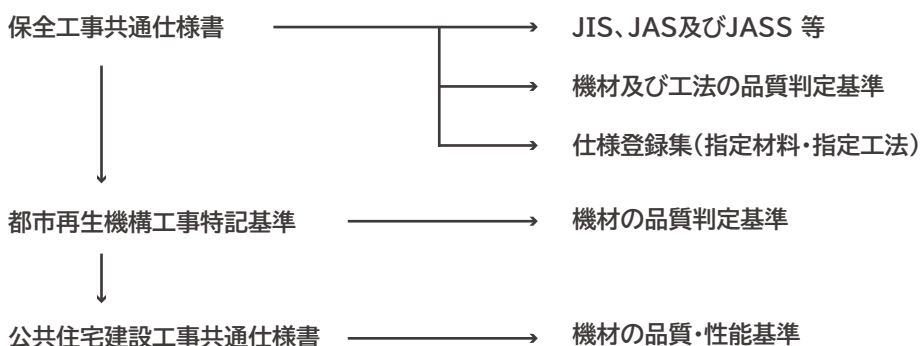 保全工事共通仕様書
JIS、JAS及びJASS 等
機材及び工法の品質判定基準
仕様登録集(指定材料・指定工法)
都市再生機構工事特記基準
機材の品質判定基準
公共住宅建設工事共通仕様書
機材の品質・性能基準